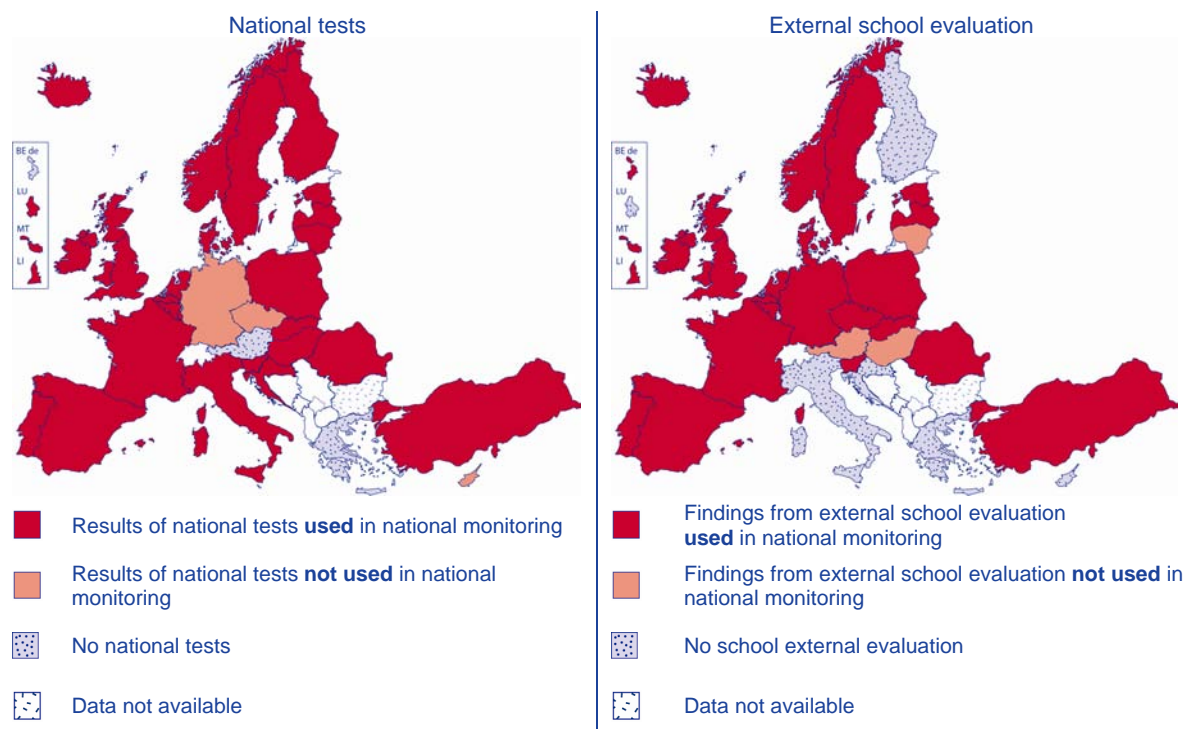 National tests
BE de
LU
MT
LI
Results of national tests used in national monitoring
Results of national tests not used in national
monitoring
No national tests
Data not available
External school evaluation
BE de
LU
MT
LI
Findings from external school evaluation
used in national monitoring
Findings from external school evaluation not used in
national monitoring
No school external evaluation
Data not available